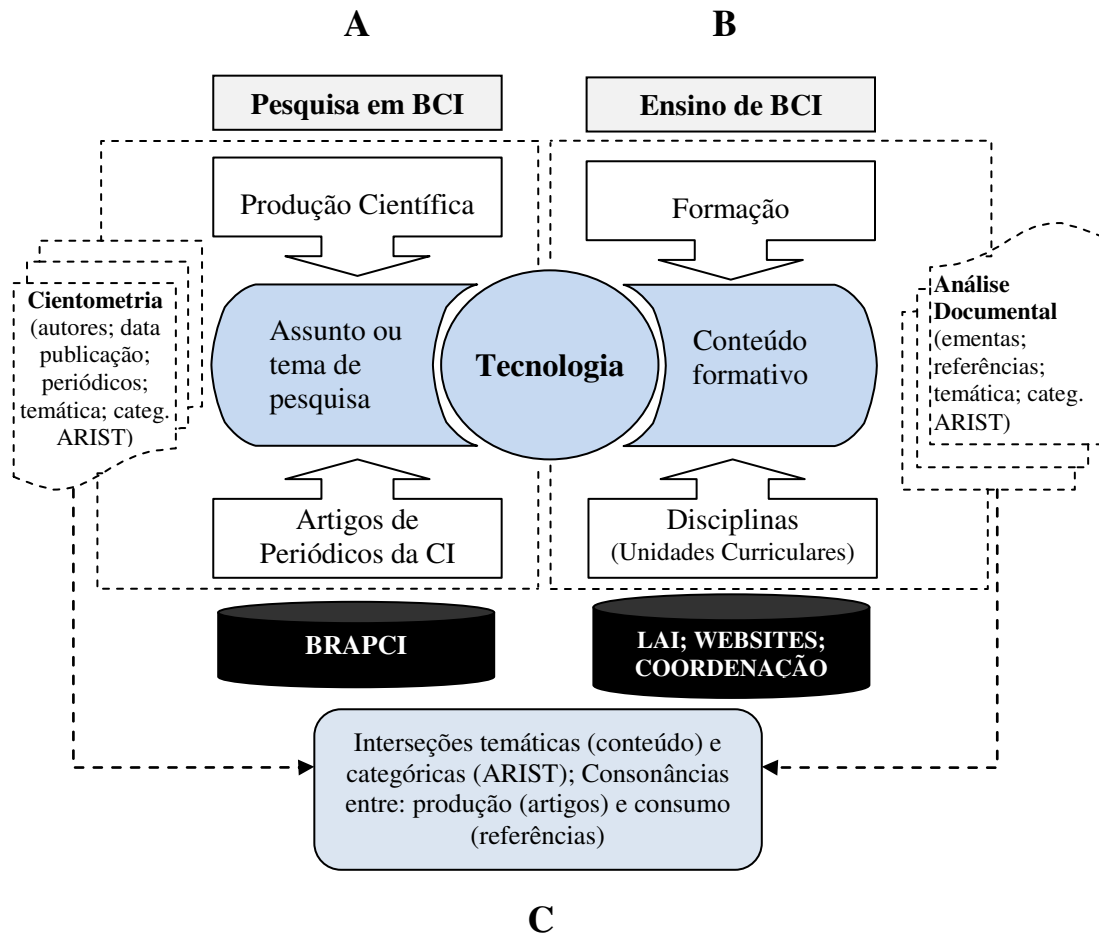 A
B
Pesquisa em BCI
Ensino de BCI
Produção Científica
Formação
Cientometria
(autores; data
publicação;
periódicos;
temática; categ.
ARIST)
Assunto ou
tema de
pesquisa
Tecnologia
Conteúdo
formativo
Análise
Documental
(ementas;
referências;
temática; categ.
ARIST)
Artigos de
Periódicos da CI
Disciplinas
(Unidades Curriculares)
BRAPCI
LAI; WEBSITES;
COORDENAÇÃO
Interseções temáticas (conteúdo) e
categóricas (ARIST); Consonâncias
entre: produção (artigos) e consumo
(referências)
C